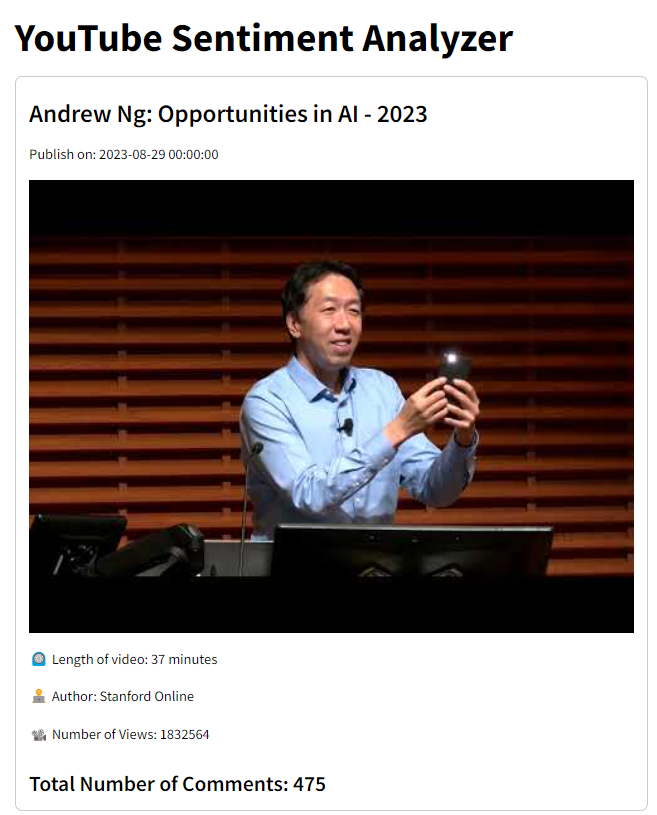 YouTube Sentiment Analyzer
Andrew Ng: Opportunities in AI - 2023
Publish on: 2023-08-29 00:00:00
Length of video: 37 minutes
Author: Stanford Online
Number of Views: 1832564
Total Number of Comments: 475